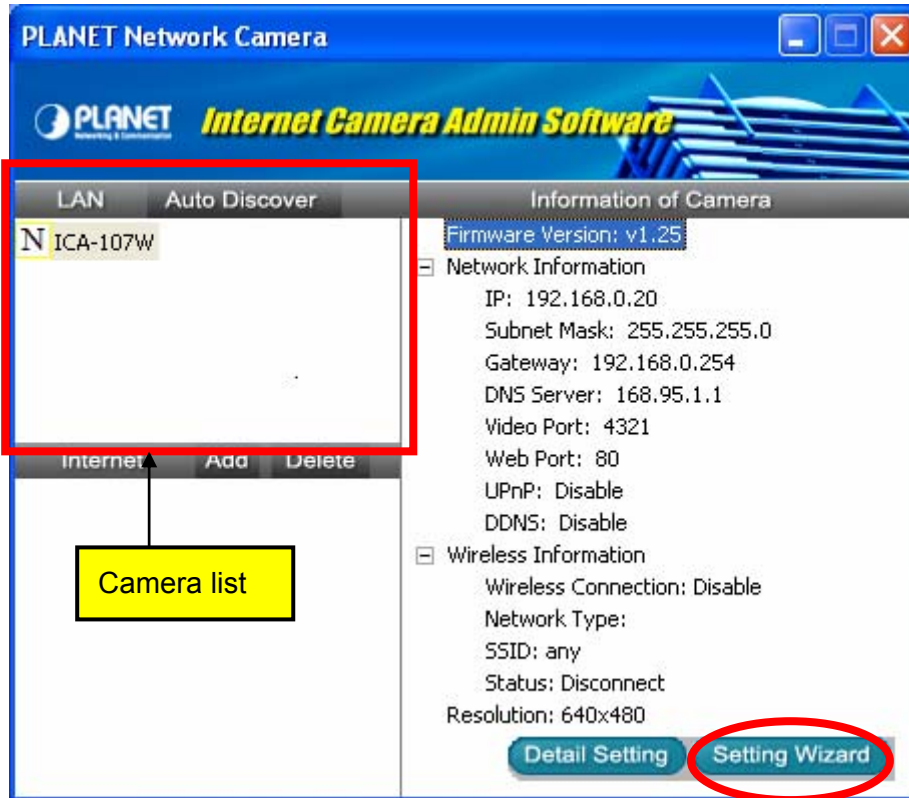 PLANET Network Camera
PLANET Internet Camera Admin Software
Networking & Communication
LAN Auto Discover
N ICA-107W
Internet Add Delete
Camera list
Information of Camera
Firmware Version: v1.25
Network Information
IP: 192.168.0.20
Subnet Mask: 255.255.255.0
Gateway: 192.168.0.254
DNS Server: 168.95.1.1
Video Port: 4321
Web Port: 80
UPnP: Disable
DDNS: Disable
Wireless Information
Wireless Connection: Disable
Network Type:
SSID: any
Status: Disconnect
Resolution: 640x480
Detail Setting Setting Wizard